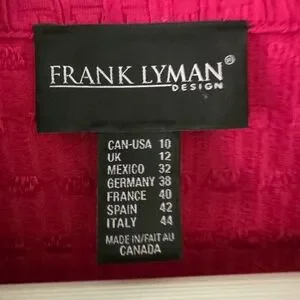 FRANK LYMAN®
DESIGN
CAN-USA 10
UK 12
MEXICO 32
GERMANY 38
FRANCE 40
SPAIN 42
ITALY 44
MADE IN/FAIT AU
CANADA